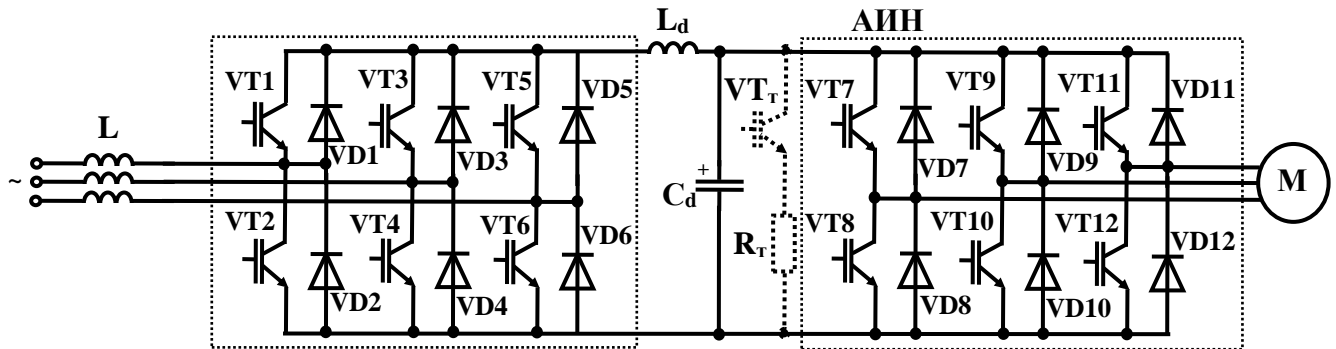 L
~
VT1
VD1
VT2
VD2
VT3
VD3
VT4
VD4
VT5
VD5
VT6
VD6
Ld
+
Cd
VTт
Rт
АИН
VT7
VD7
VT8
VD8
VT9
VD9
VT10
VD10
VT11
VD11
VT12
VD12
М